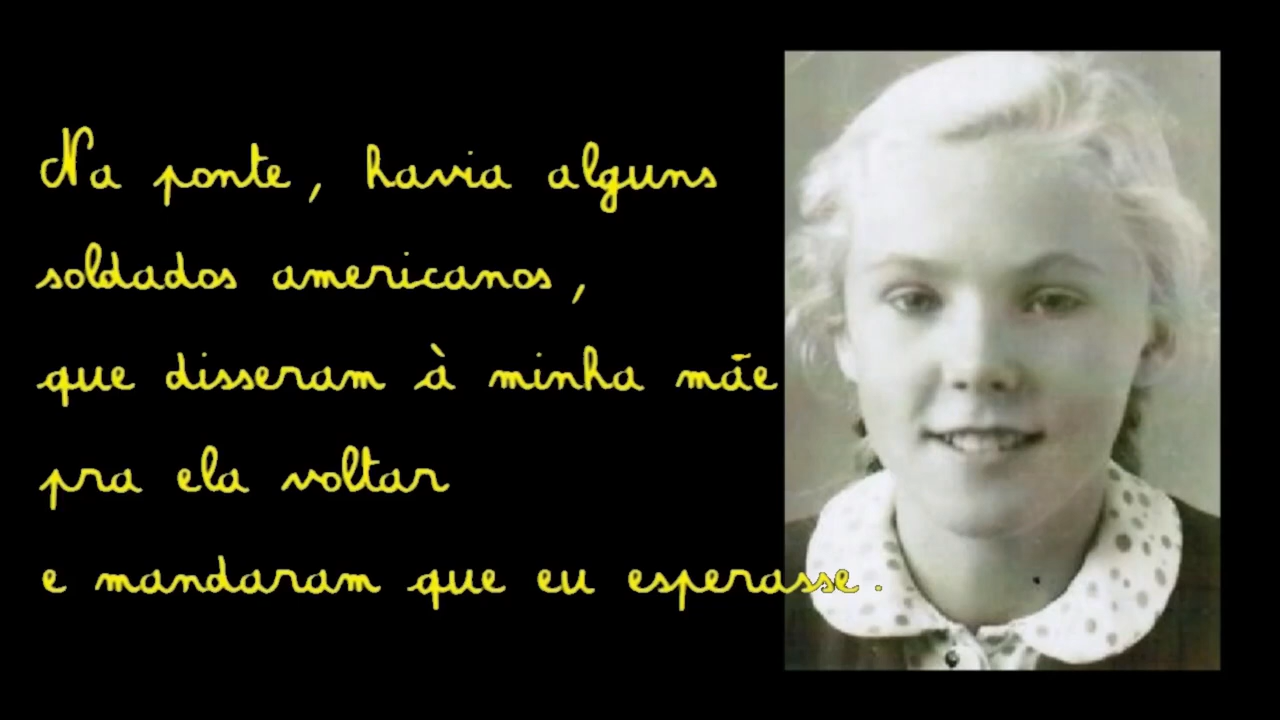 Na ponte, havia alguns
soldados americanos,
que disseram à minha mãe
pra ela voltar
e mandaram que eu esperasse.